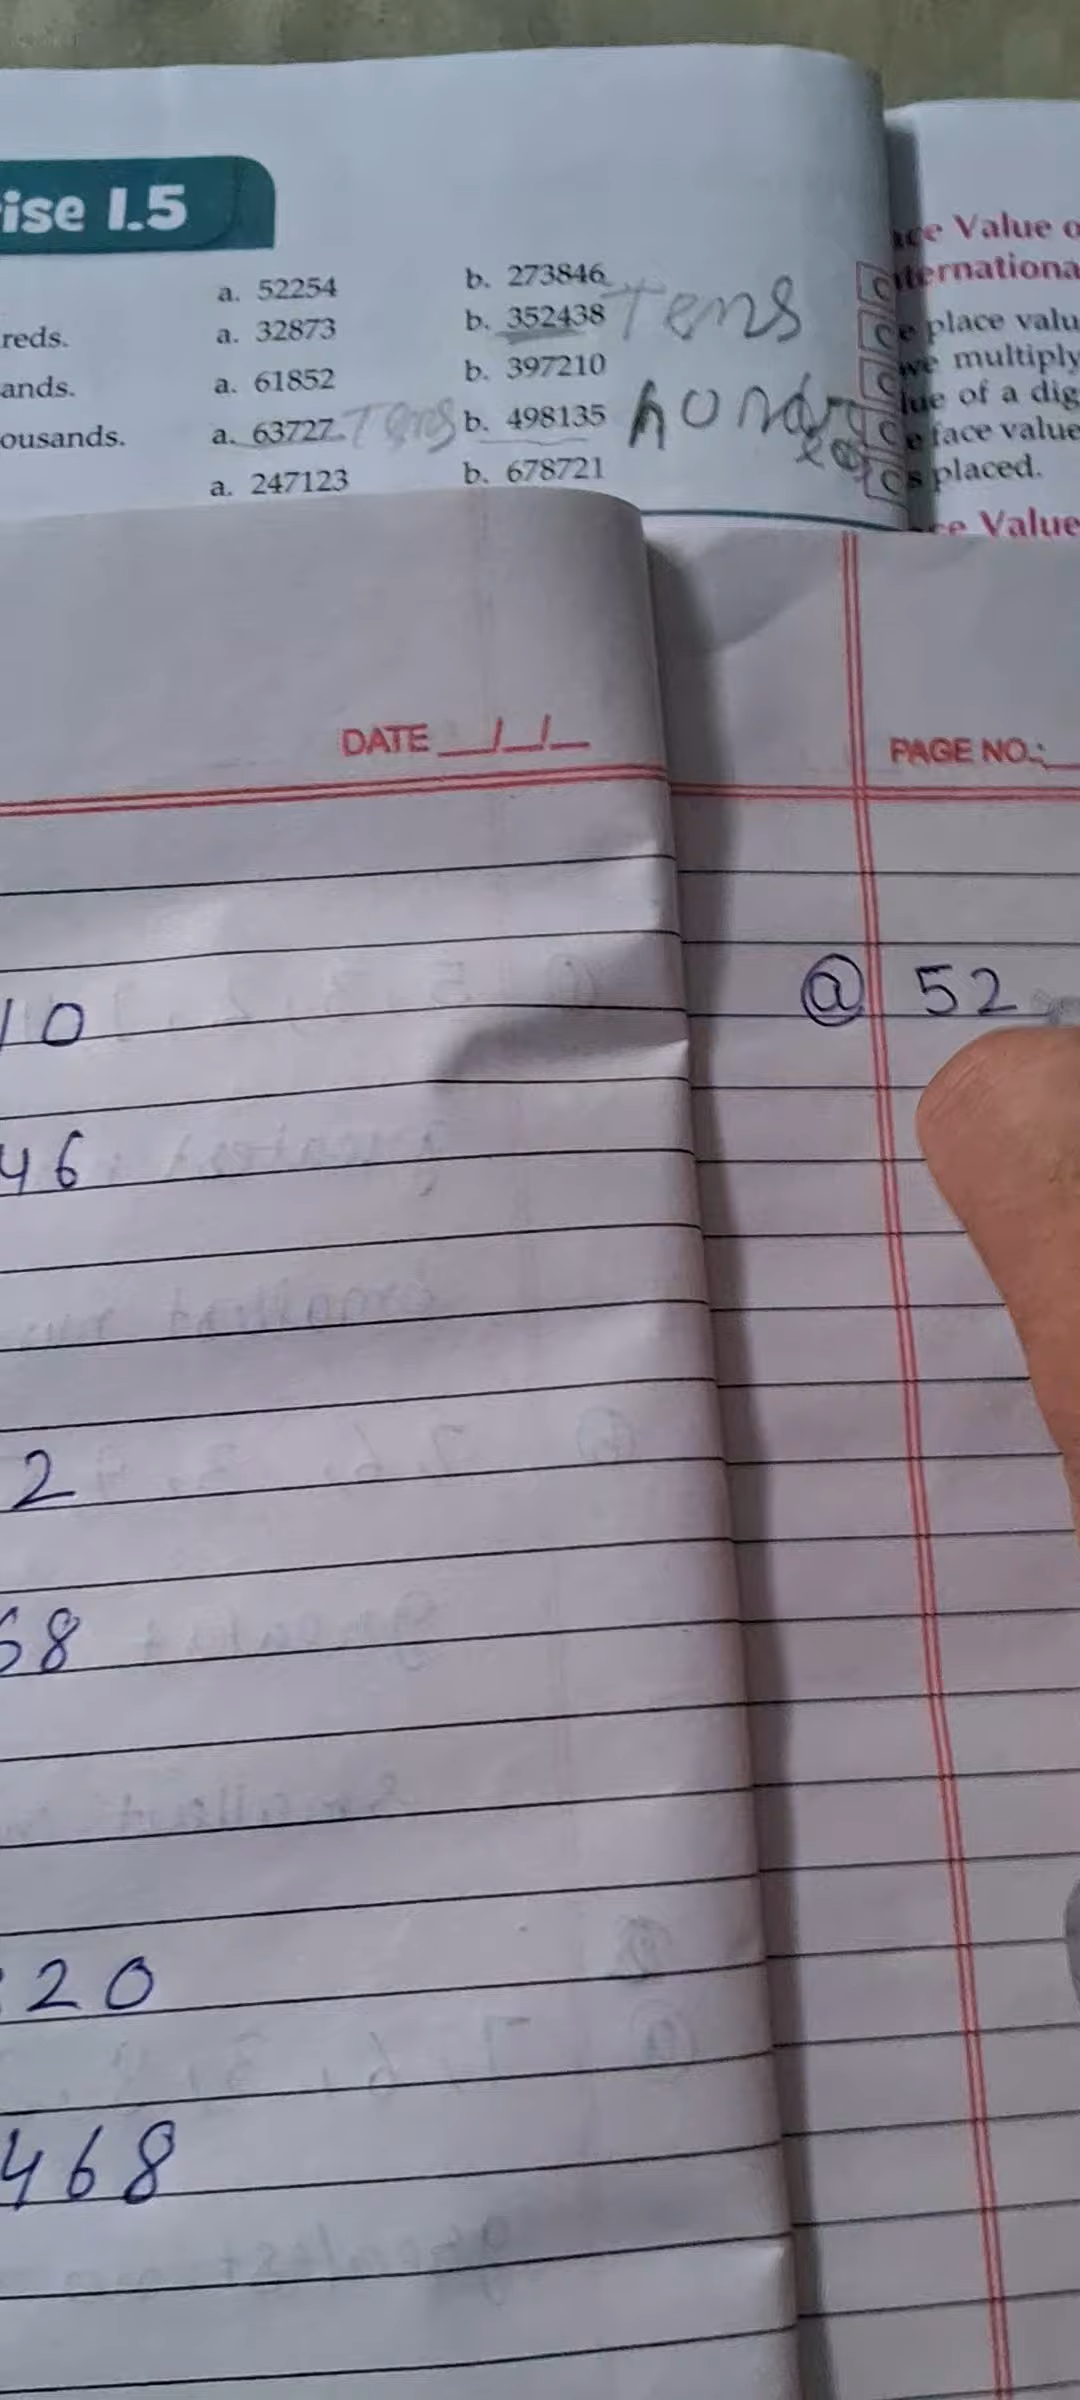 ise 1.5
a. 52254 b. 273846 Tens
reds. a. 32873 b. 352438
ands. a. 61852 b. 397210
ousands. a. 63727 Tens b. 498135
a. 247123 b. 678721
ce Value o
ternationa
place valu
we multiply
lue of a dig
e face value
s placed.
ce Value
DATE _/_/_
10
46
2
68
20
468
PAGE NO.:
@ 52